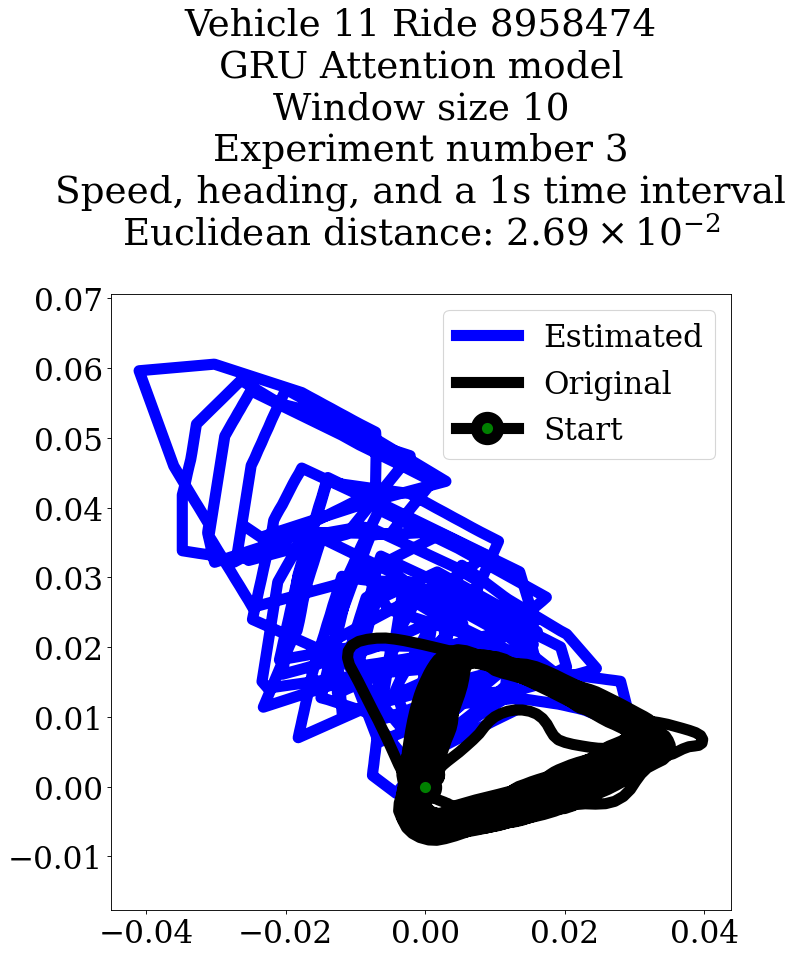 Vehicle 11 Ride 8958474
GRU Attention model
Window size 10
Experiment number 3
Speed, heading, and a 1s time interval
Euclidean distance: 2.69 × 10⁻²
0.07
0.06
0.05
0.04
0.03
0.02
0.01
0.00
−0.01
Estimated
Original
Start
−0.04
−0.02
0.00
0.02
0.04